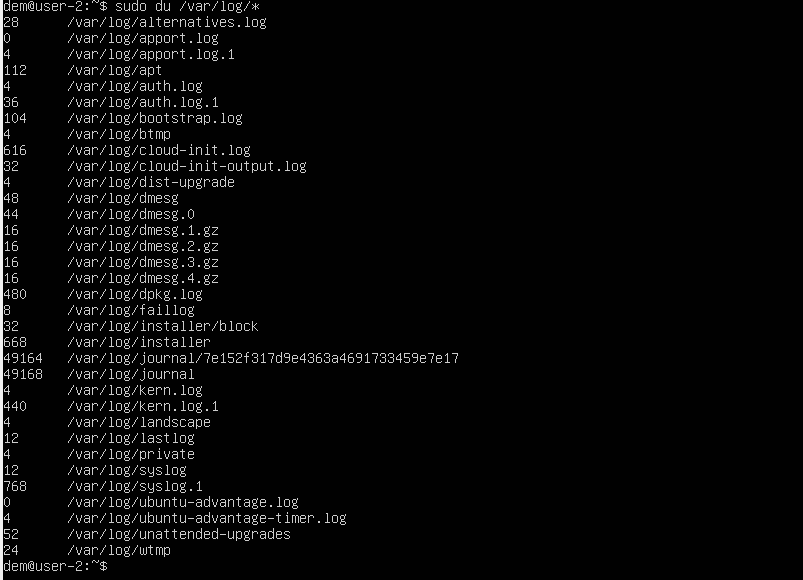 dem@user-2:~$ sudo du /var/log/*
28 /var/log/alternatives.log
0 /var/log/apport.log
4 /var/log/apport.log.1
112 /var/log/apt
4 /var/log/auth.log
36 /var/log/auth.log.1
104 /var/log/bootstrap.log
4 /var/log/btmp
616 /var/log/cloud-init.log
32 /var/log/cloud-init-output.log
4 /var/log/dist-upgrade
48 /var/log/dmesg
44 /var/log/dmesg.0
16 /var/log/dmesg.1.gz
16 /var/log/dmesg.2.gz
16 /var/log/dmesg.3.gz
16 /var/log/dmesg.4.gz
480 /var/log/dpkg.log
8 /var/log/faillog
32 /var/log/installer/block
668 /var/log/installer
49164 /var/log/journal/7e152f317d9e4363a4691733459e7e17
49168 /var/log/journal
4 /var/log/kern.log
440 /var/log/kern.log.1
4 /var/log/landscape
12 /var/log/lastlog
4 /var/log/private
12 /var/log/syslog
768 /var/log/syslog.1
0 /var/log/ubuntu-advantage.log
4 /var/log/ubuntu-advantage-timer.log
52 /var/log/unattended-upgrades
24 /var/log/wtmp
dem@user-2:~$